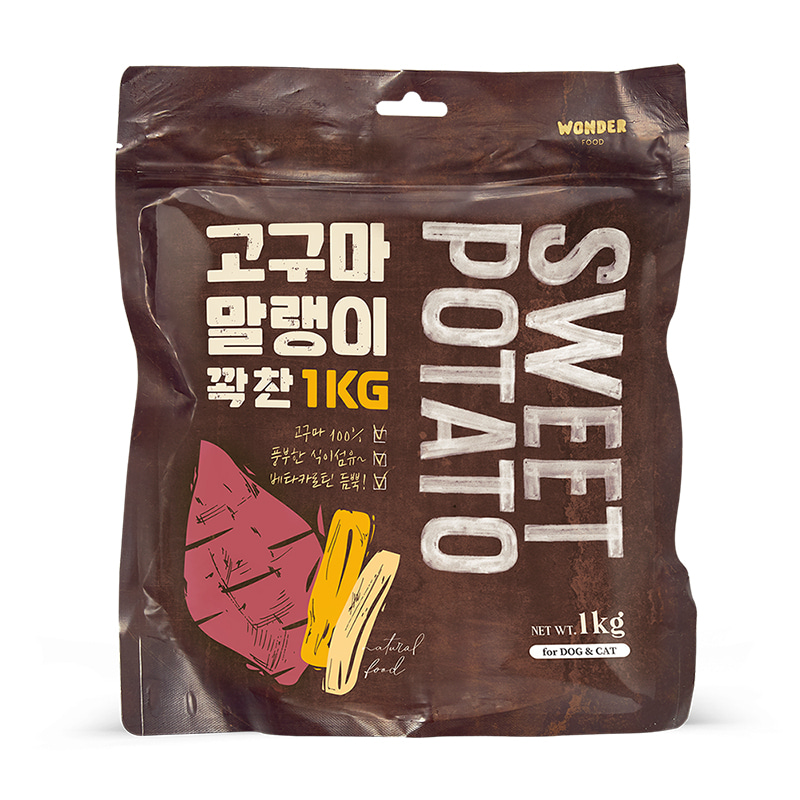 WONDER
FOOD
고구마
말랭이
꽉찬 1KG
고구마 100%
풍부한 식이섬유~
베타카로틴 듬뿍!
SWEET
POTATO
natural
food
NET WT. 1kg
for DOG & CAT